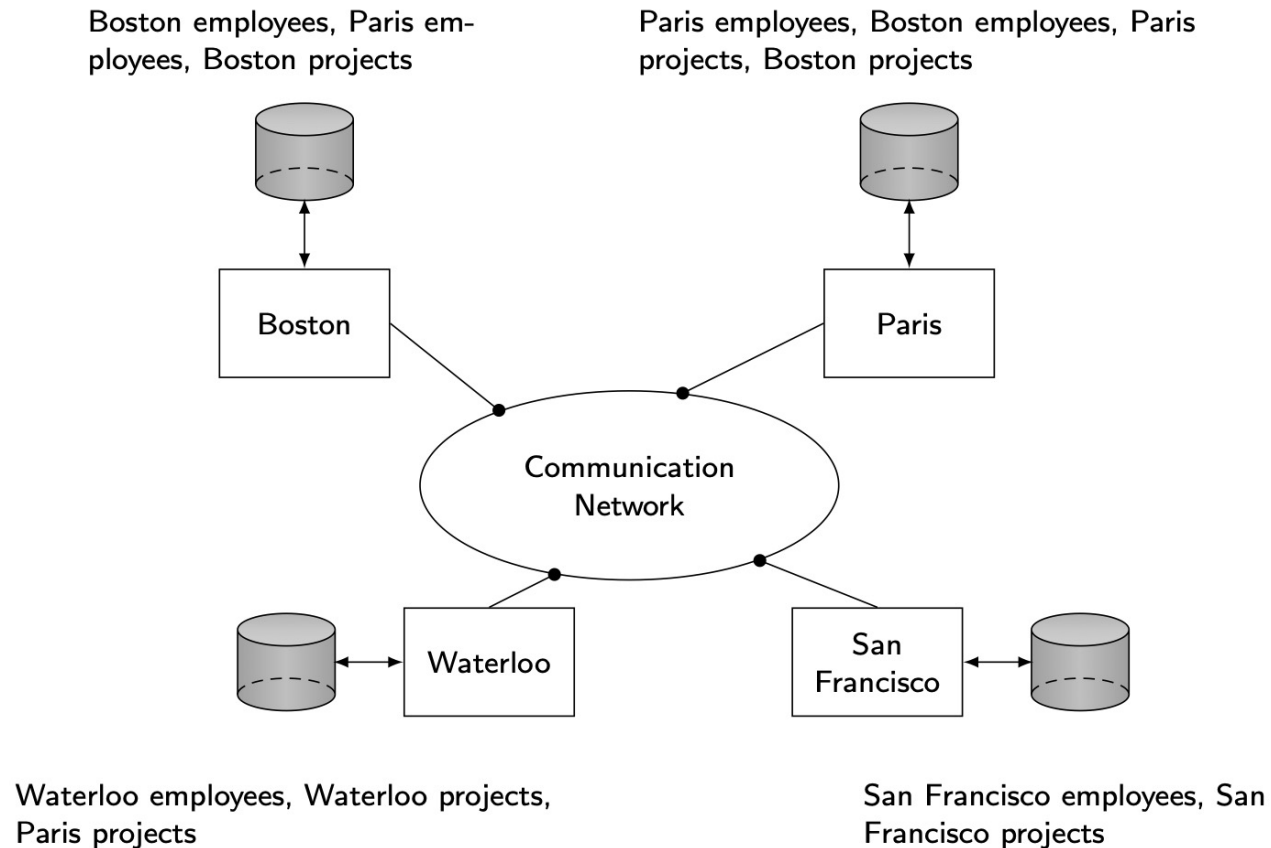 Boston employees, Paris em-
ployees, Boston projects
Paris employees, Boston employees, Paris
projects, Boston projects
Boston
Paris
Communication
Network
Waterloo
San
Francisco
Waterloo employees, Waterloo projects,
Paris projects
San Francisco employees, San
Francisco projects